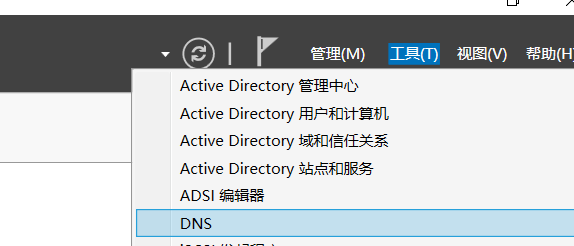 管理(M) 工具(T) 视图(V) 帮助(H)
Active Directory 管理中心
Active Directory 用户和计算机
Active Directory 域和信任关系
Active Directory 站点和服务
ADSI 编辑器
DNS